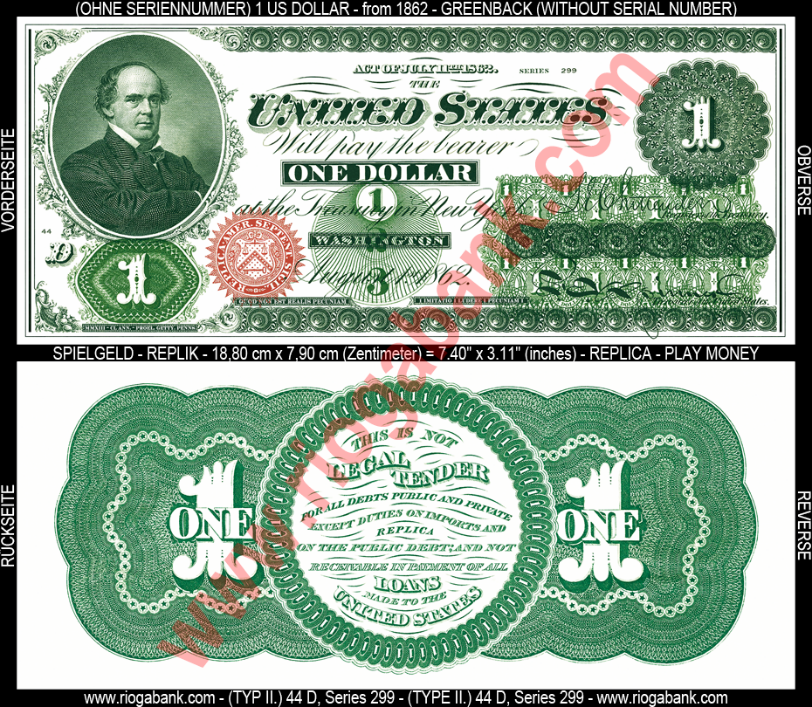 (OHNE SERIENNUMMER) 1 US DOLLAR - from 1862 - GREENBACK (WITHOUT SERIAL NUMBER)
VORDERSEITE
OBVERSE
ACT OF JULY 11TH 1862.
SERIES 299
THE
UNITED STATES
1
Will pay the bearer
ONE DOLLAR
at the Treasury in New York
1
2
3
WASHINGTON
August 1st 1862.
44
D
1
MMXIII
LIMITATIO LUDERE PECUNIAM
www.riogabank.com
SPIELGELD - REPLIK - 18,80 cm x 7,90 cm (Zentimeter) = 7.40" x 3.11" (inches) - REPLICA - PLAY MONEY
RÜCKSEITE
REVERSE
THIS IS NOT
LEGAL
TENDER
FOR ALL DEBTS PUBLIC AND PRIVATE
EXCEPT DUTIES ON IMPORTS AND
REPLICA
ON THE PUBLIC DEBT; AND NOT
RECEIVABLE IN PAYMENT OF ALL
LOANS
MADE TO THE
UNITED STATES
1
ONE
1
ONE
www.riogabank.com - (TYP II.) 44 D, Series 299 - (TYPE II.) 44 D, Series 299 - www.riogabank.com